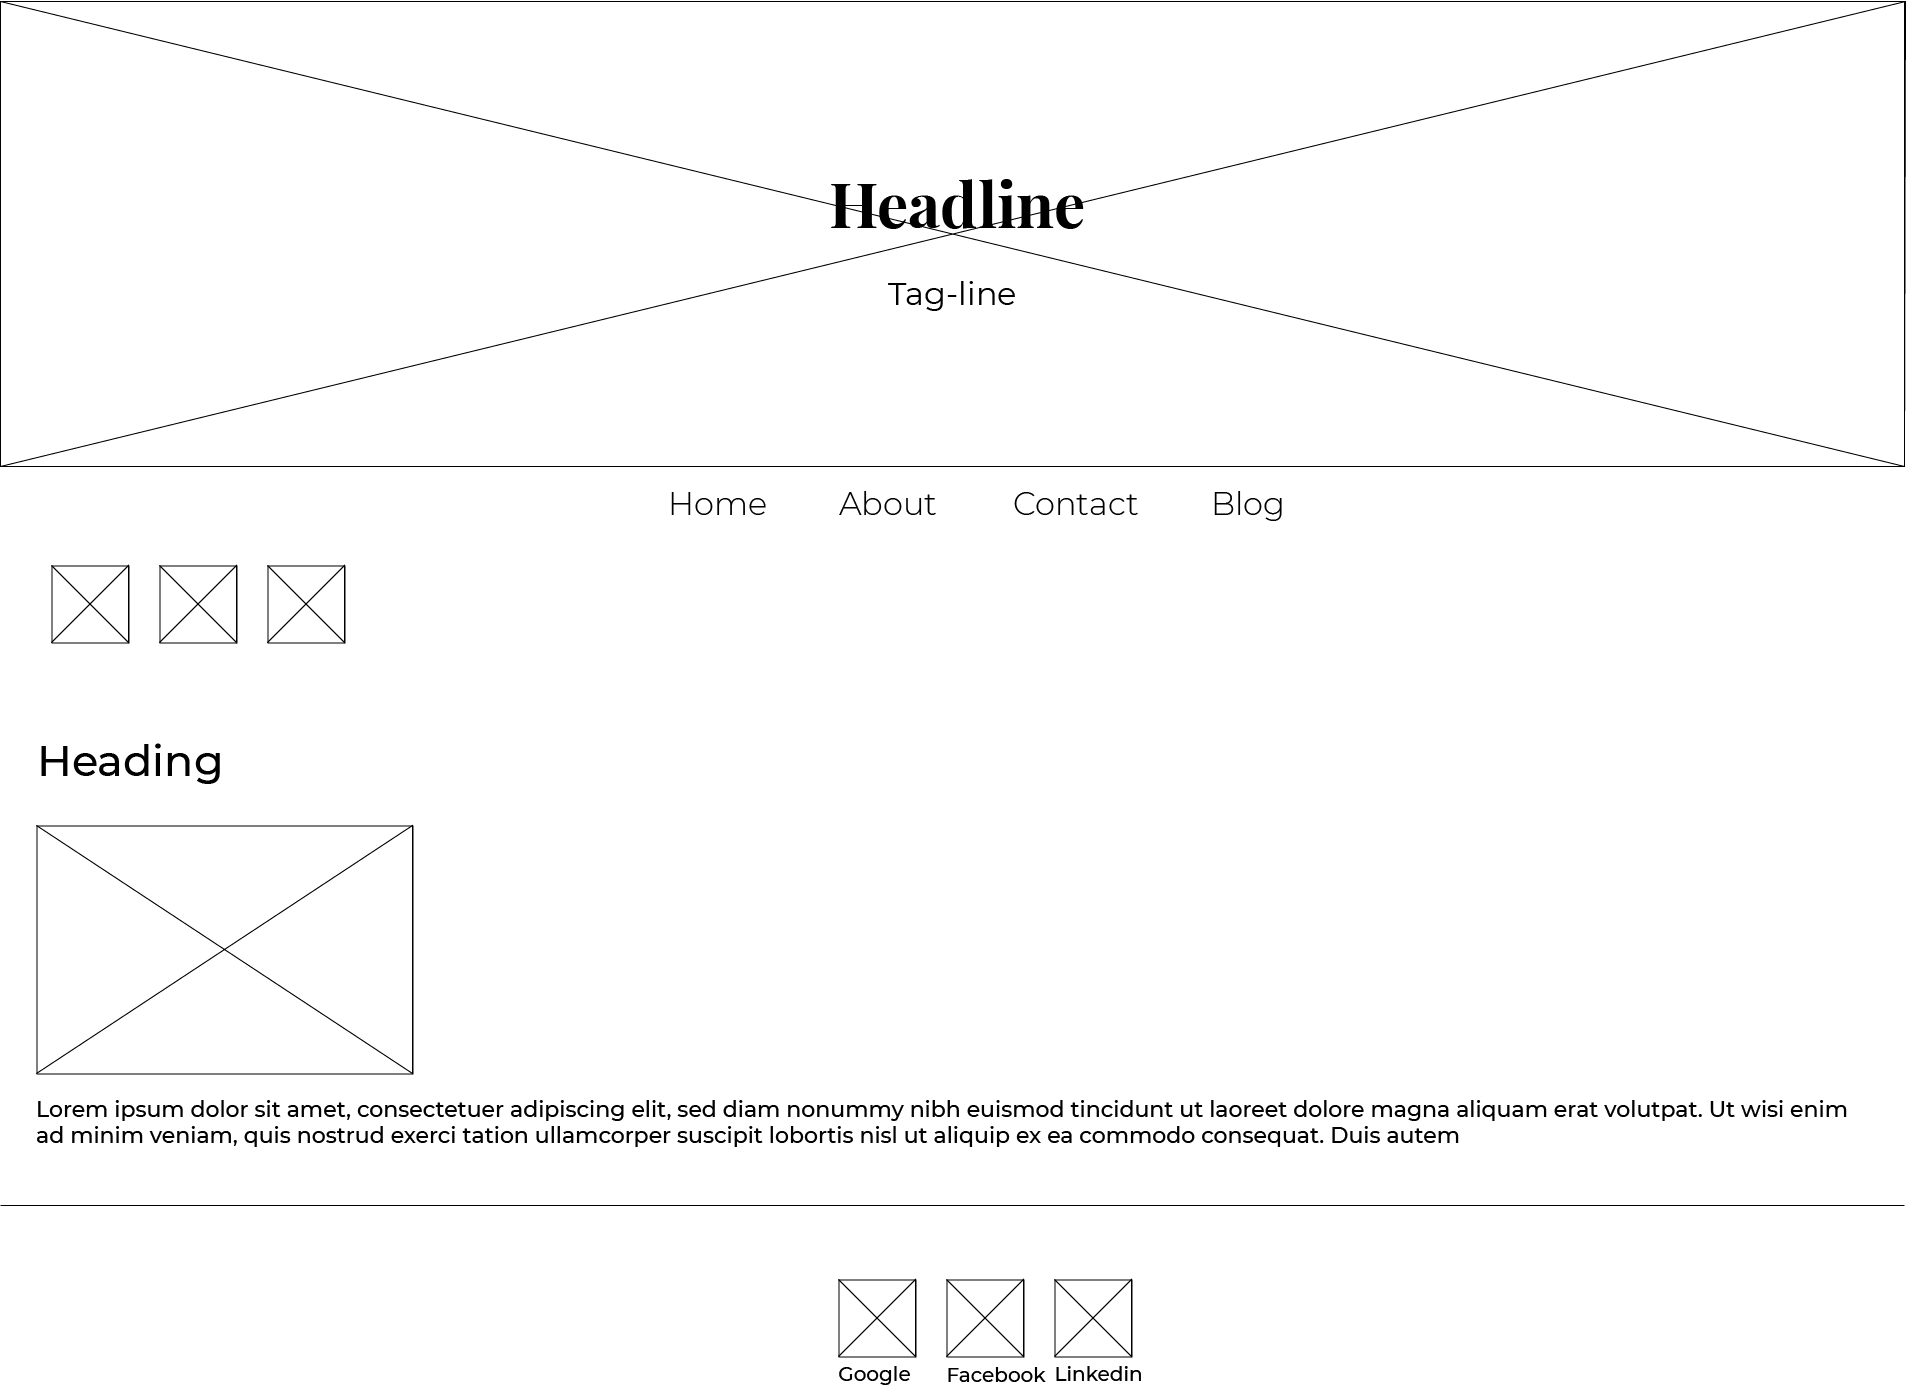 Headline
Tag-line
Home About Contact Blog
Heading
Lorem ipsum dolor sit amet, consectetuer adipiscing elit, sed diam nonummy nibh euismod tincidunt ut laoreet dolore magna aliquam erat volutpat. Ut wisi enim
ad minim veniam, quis nostrud exerci tation ullamcorper suscipit lobortis nisl ut aliquip ex ea commodo consequat. Duis autem
Google Facebook Linkedin